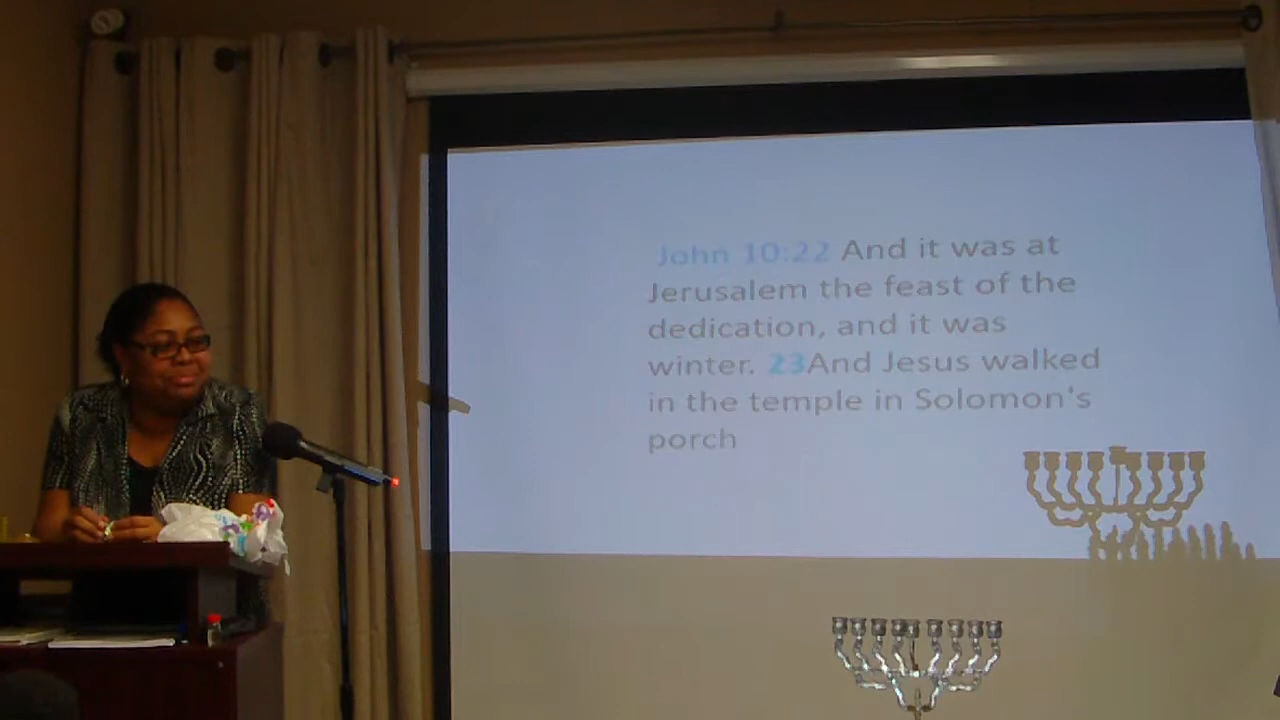 John 10:22 And it was at
Jerusalem the feast of the
dedication, and it was
winter. 23And Jesus walked
in the temple in Solomon's
porch